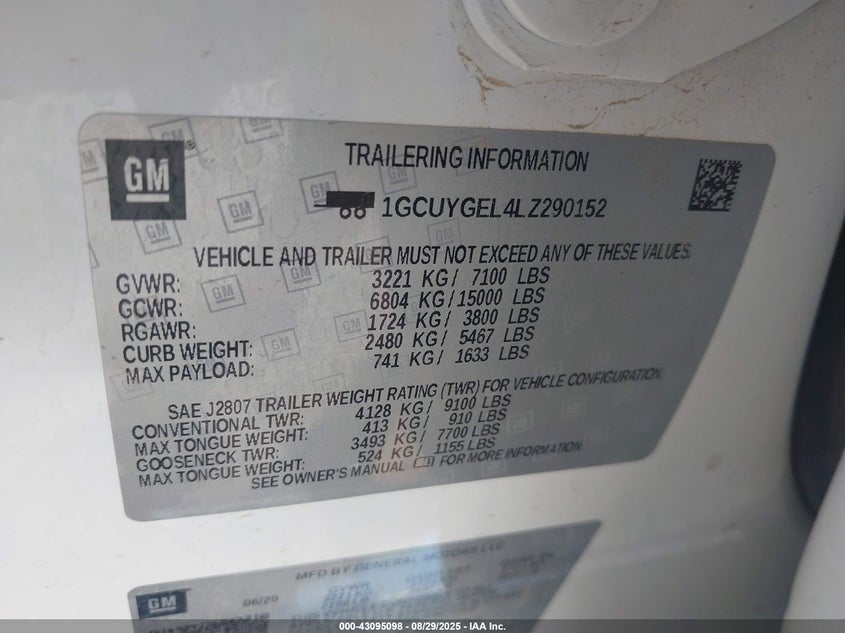 GM
TRAILERING INFORMATION
1GCUYGEL4LZ290152
VEHICLE AND TRAILER MUST NOT EXCEED ANY OF THESE VALUES.
GVWR: 3221 KG/ 7100 LBS
GCWR: 6804 KG/15000 LBS
RGAWR: 1724 KG/ 3800 LBS
CURB WEIGHT: 2480 KG/ 5467 LBS
MAX PAYLOAD: 741 KG/ 1633 LBS
SAE J2807 TRAILER WEIGHT RATING (TWR) FOR VEHICLE CONFIGURATION.
CONVENTIONAL TWR: 4128 KG/ 9100 LBS
MAX TONGUE WEIGHT: 413 KG/ 910 LBS
GOOSENECK TWR: 3493 KG/ 7700 LBS
MAX TONGUE WEIGHT: 524 KG/ 1155 LBS
SEE OWNER'S MANUAL FOR MORE INFORMATION.
MFD BY GENERAL MOTORS LLC
GM 06/20 GVWR
000-43095098 - 08/29/2025 - IAA Inc.